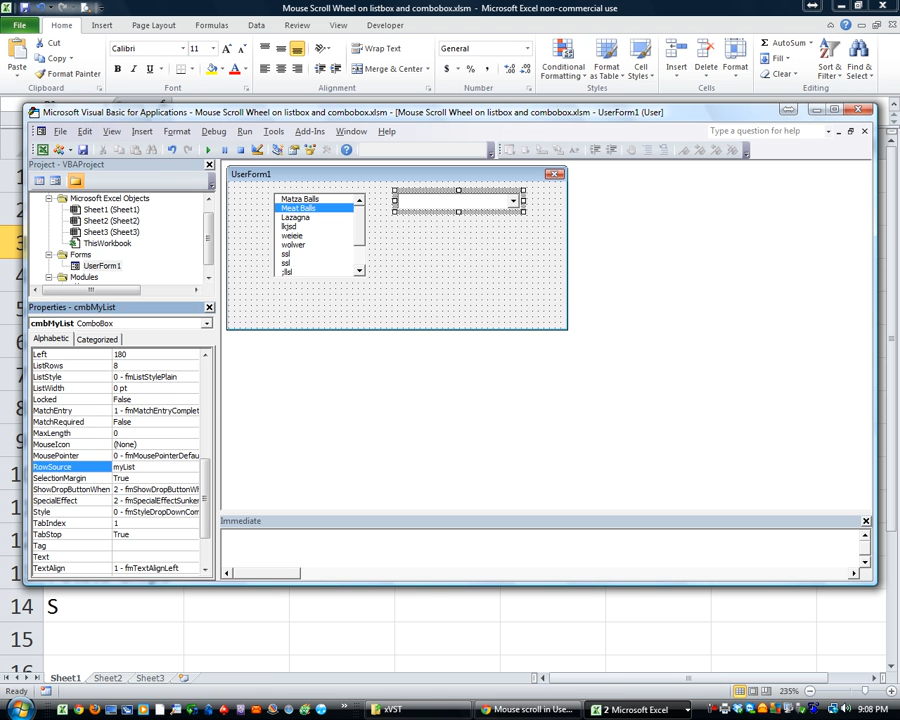 Mouse Scroll Wheel on listbox and combobox.xlsm - Microsoft Excel non-commercial use
File Home Insert Page Layout Formulas Data Review View Developer
Cut
Copy
Format Painter
Paste
Clipboard
Calibri 11
Wrap Text
Merge & Center
Alignment
General
Number
Conditional Formatting
Format as Table
Cell Styles
Styles
Insert Delete Format
Cells
AutoSum
Fill
Clear
Sort & Filter
Find & Select
Editing
Microsoft Visual Basic for Applications - Mouse Scroll Wheel on listbox and combobox.xlsm - [Mouse Scroll Wheel on listbox and combobox.xlsm - UserForm1 (User]
File Edit View Insert Format Debug Run Tools Add-Ins Window Help
Type a question for help
Project - VBAProject
Microsoft Excel Objects
Sheet1 (Sheet1)
Sheet2 (Sheet2)
Sheet3 (Sheet3)
ThisWorkbook
Forms
UserForm1
Modules
UserForm1
Matza Balls
Meat Balls
Lazagna
lkjsd
weieie
wolwer
ssl
ssl
;llsl
Properties - cmbMyList
cmbMyList ComboBox
Alphabetic Categorized
Left 180
ListRows 8
ListStyle 0 - fmListStylePlain
ListWidth 0 pt
Locked False
MatchEntry 1 - fmMatchEntryComplet
MatchRequired False
MaxLength 0
MouseIcon (None)
MousePointer 0 - fmMousePointerDefau
RowSource myList
SelectionMargin True
ShowDropButtonWhen 2 - fmShowDropButtonW
SpecialEffect 2 - fmSpecialEffectSunker
Style 0 - fmStyleDropDownCom
TabIndex 1
TabStop True
Tag
Text
TextAlign 1 - fmTextAlignLeft
Immediate
14 S
15
16
Sheet1 Sheet2 Sheet3
Ready 235%
xVST
Mouse scroll in Use...
2 Microsoft Excel
9:08 PM